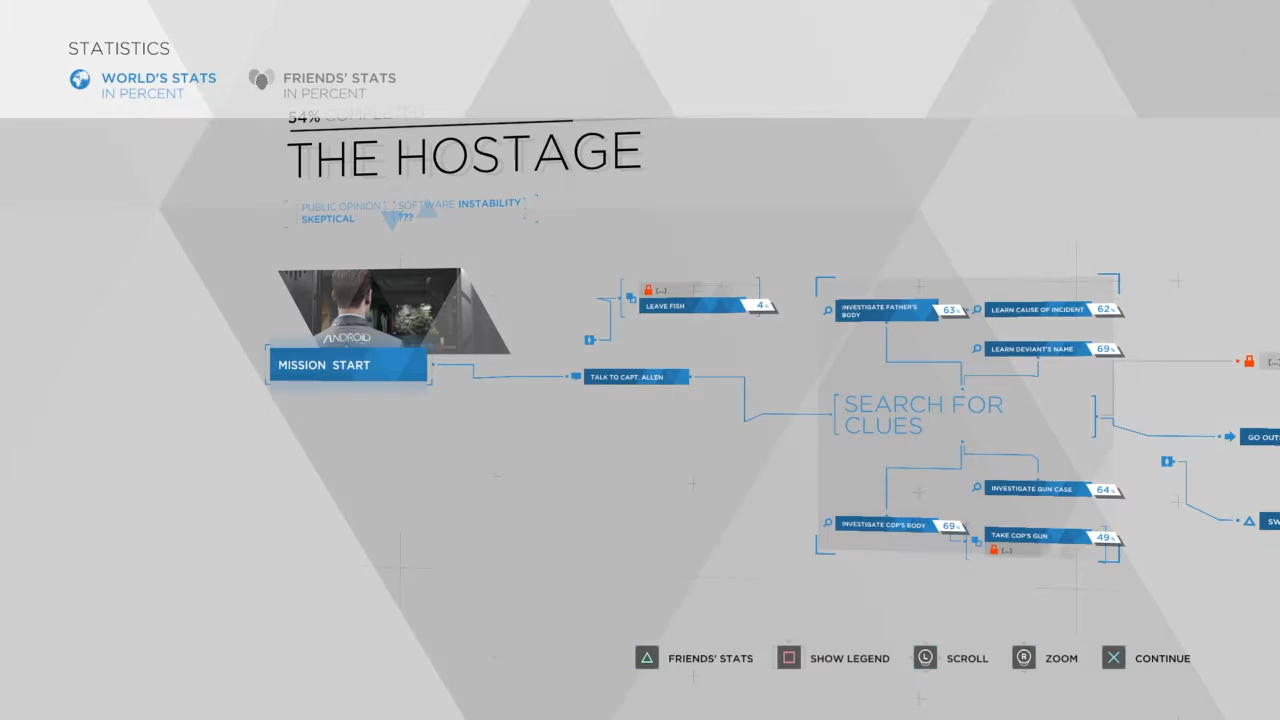 STATISTICS
WORLD'S STATS
IN PERCENT
FRIENDS' STATS
IN PERCENT
54% COMPLETED
THE HOSTAGE
PUBLIC OPINION
SKEPTICAL
SOFTWARE INSTABILITY
???
ANDROID
MISSION START
[...]
LEAVE FISH 4%
TALK TO CAPT. ALLEN
INVESTIGATE FATHER'S
BODY 63%
LEARN CAUSE OF INCIDENT 62%
LEARN DEVIANT'S NAME 69%
[...
SEARCH FOR
CLUES
GO OUT
INVESTIGATE GUN CASE 64%
INVESTIGATE COP'S BODY 69%
TAKE COP'S GUN 49%
[...]
SW
FRIENDS' STATS
SHOW LEGEND
L
SCROLL
R
ZOOM
CONTINUE